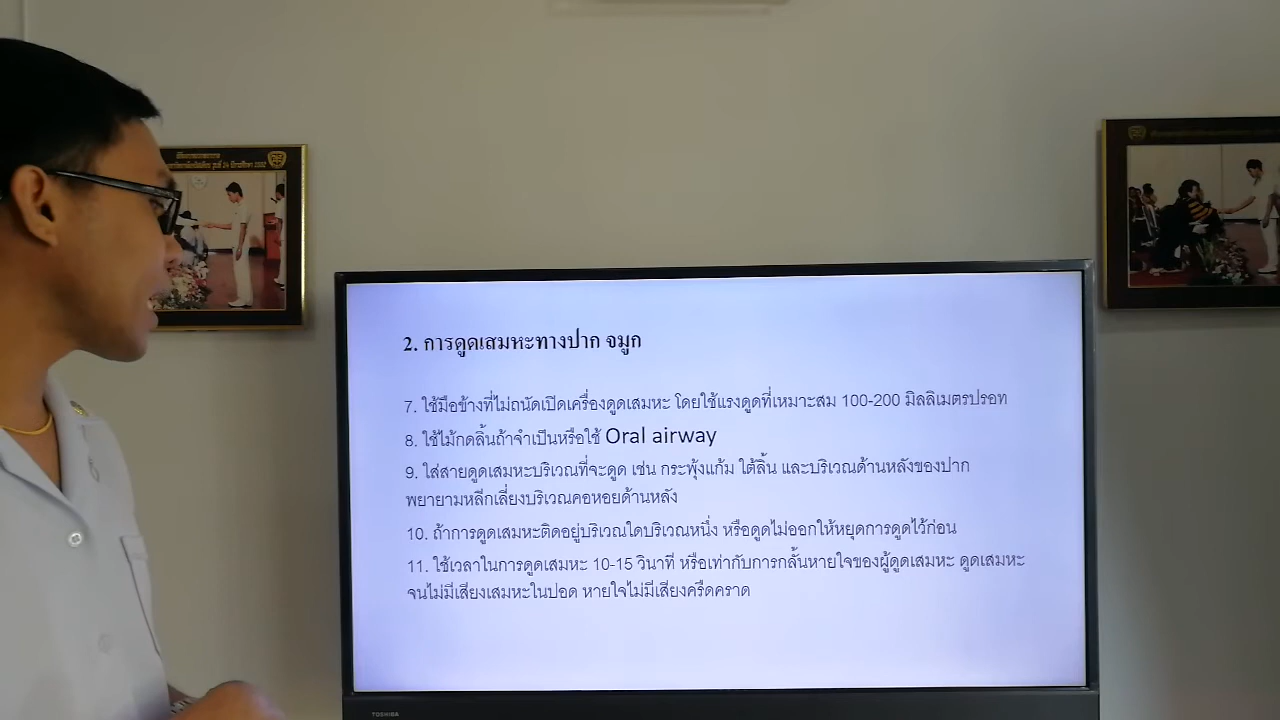 2. การดูดเสมหะทางปาก จมูก
7. ใช้มือข้างที่ไม่ถนัดเปิดเครื่องดูดเสมหะ โดยใช้แรงดูดที่เหมาะสม 100-200 มิลลิเมตรปรอท
8. ใช้ไม้กดลิ้นถ้าจำเป็นหรือใช้ Oral airway
9. ใส่สายดูดเสมหะบริเวณที่จะดูด เช่น กระพุ้งแก้ม ใต้ลิ้น และบริเวณด้านหลังของปาก
พยายามหลีกเลี่ยงบริเวณคอหอยด้านหลัง
10. ถ้าการดูดเสมหะติดอยู่บริเวณใดบริเวณหนึ่ง หรือดูดไม่ออกให้หยุดการดูดไว้ก่อน
11. ใช้เวลาในการดูดเสมหะ 10-15 วินาที หรือเท่ากับการกลั้นหายใจของผู้ดูดเสมหะ ดูดเสมหะ
จนไม่มีเสียงเสมหะในปอด หายใจไม่มีเสียงครืดคราด
TOSHIBA